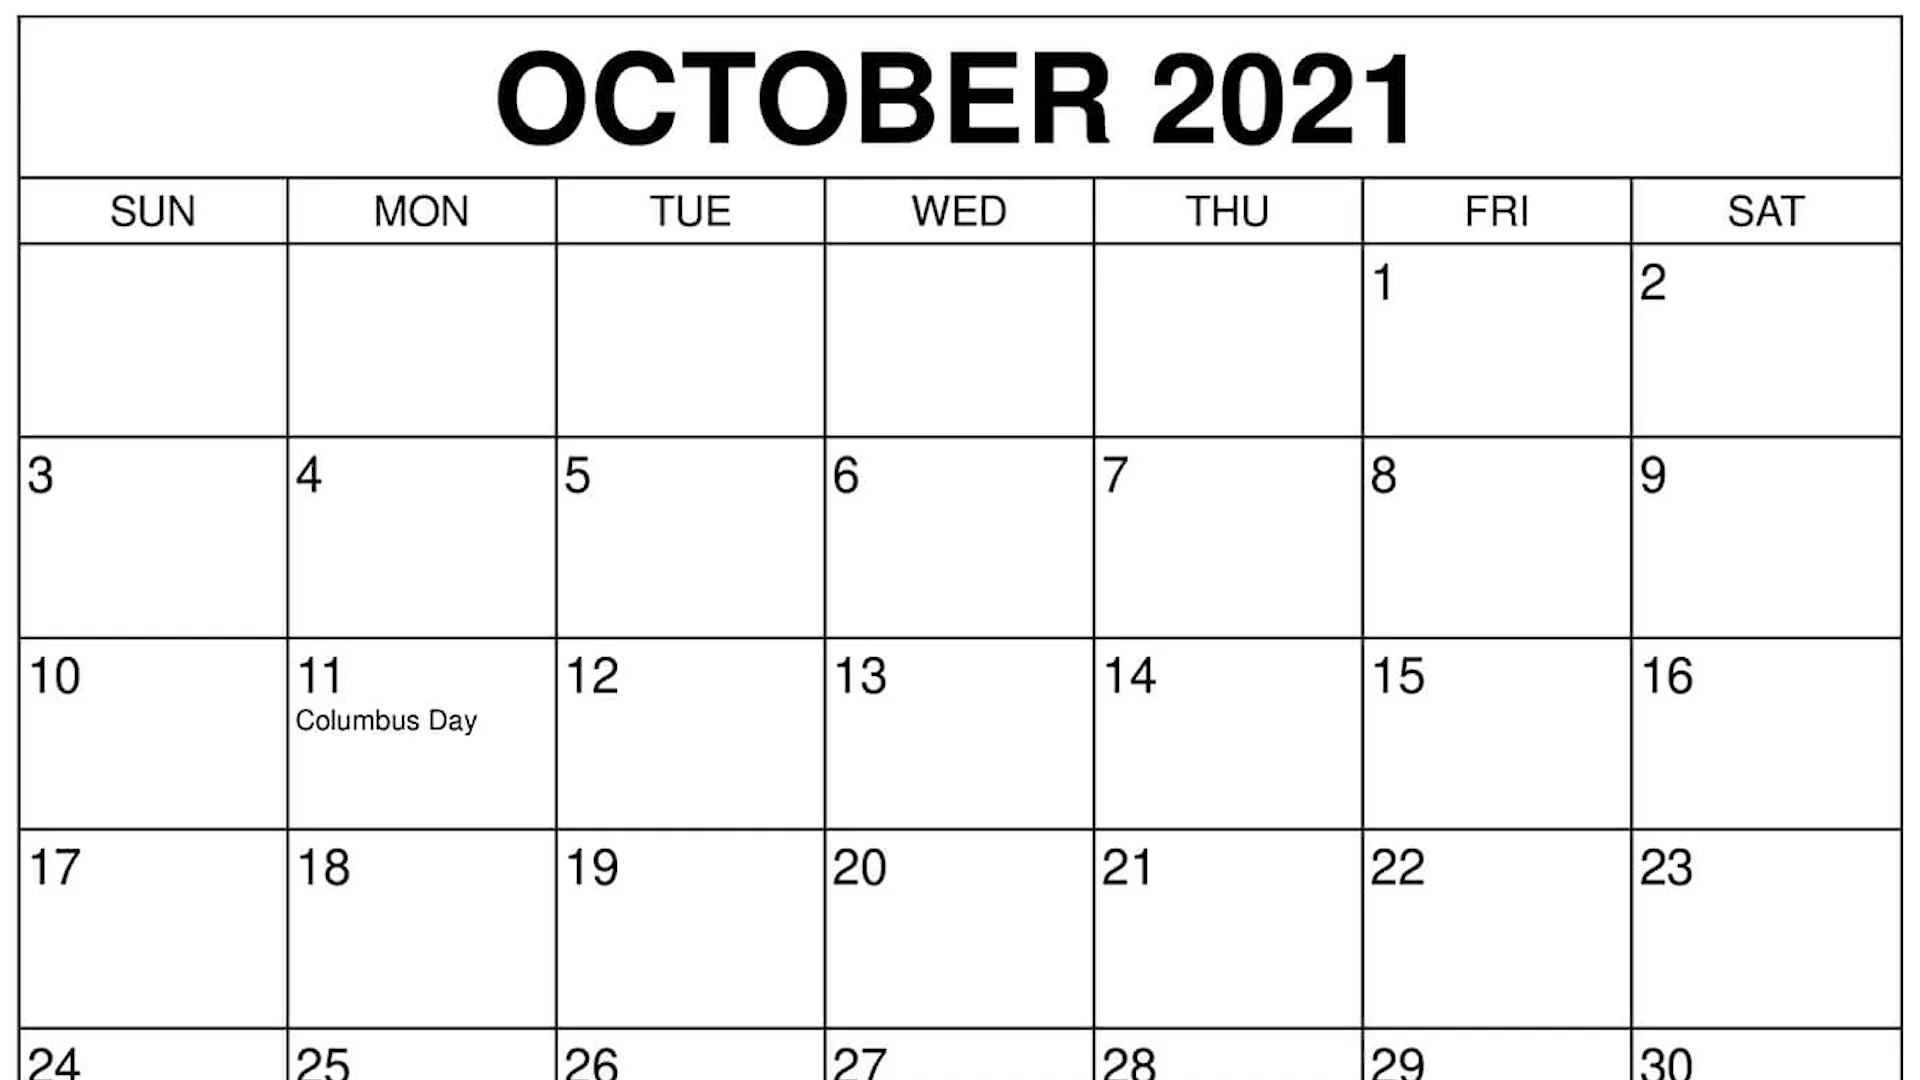 OCTOBER 2021
SUN MON TUE WED THU FRI SAT
1 2
3 4 5 6 7 8 9
10 11 12 13 14 15 16
Columbus Day
17 18 19 20 21 22 23
24 25 26 27 28 29 30